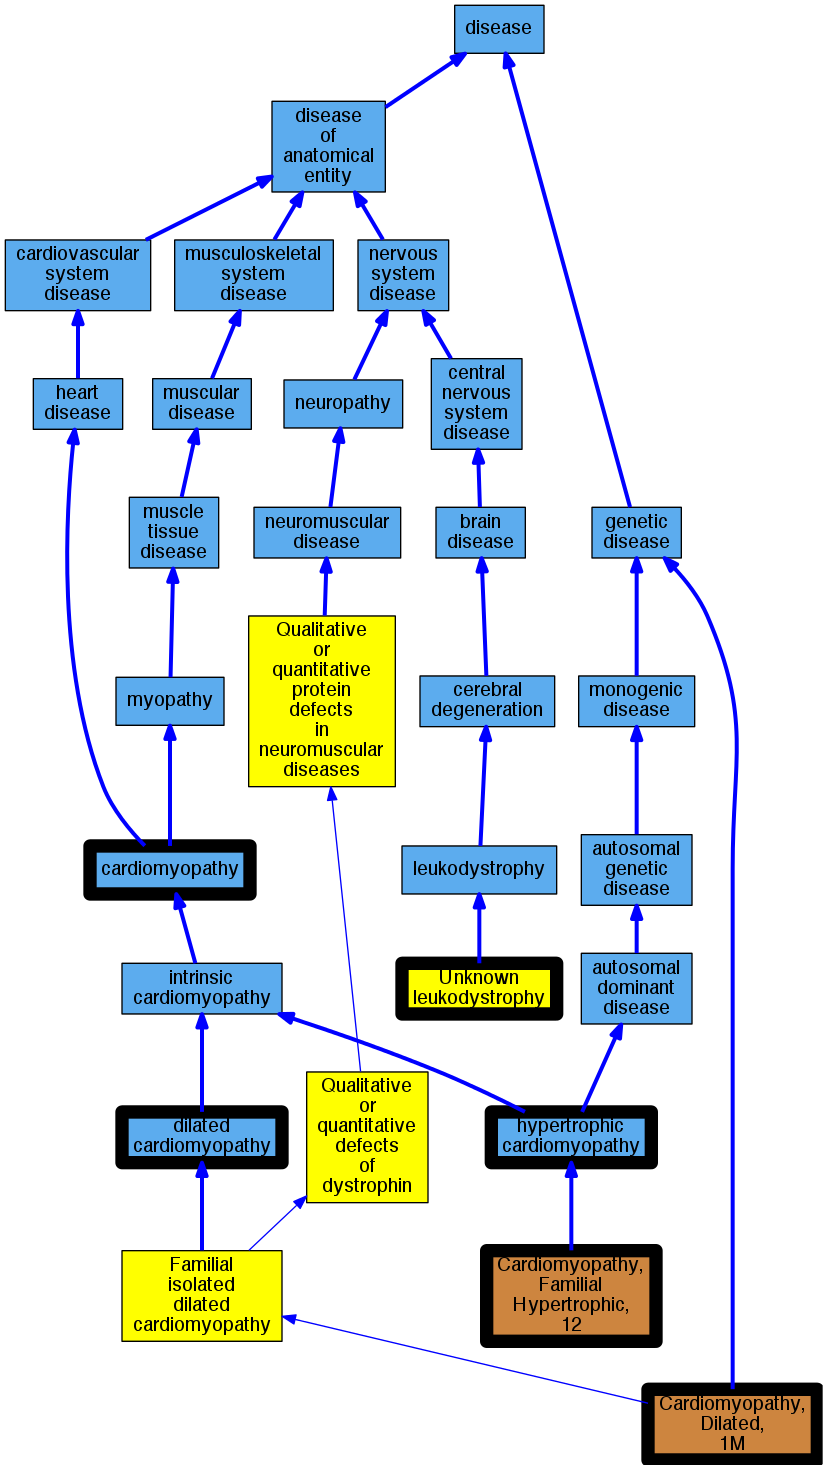 disease
disease
of
anatomical
entity
cardiovascular
system
disease
musculoskeletal
system
disease
nervous
system
disease
heart
disease
muscular
disease
neuropathy
central
nervous
system
disease
muscle
tissue
disease
neuromuscular
disease
brain
disease
genetic
disease
Qualitative
or
quantitative
protein
defects
in
neuromuscular
diseases
myopathy
cerebral
degeneration
monogenic
disease
cardiomyopathy
leukodystrophy
autosomal
genetic
disease
intrinsic
cardiomyopathy
Unknown
leukodystrophy
autosomal
dominant
disease
dilated
cardiomyopathy
Qualitative
or
quantitative
defects
of
dystrophin
hypertrophic
cardiomyopathy
Familial
isolated
dilated
cardiomyopathy
Cardiomyopathy,
Familial
Hypertrophic,
12
Cardiomyopathy,
Dilated,
1M